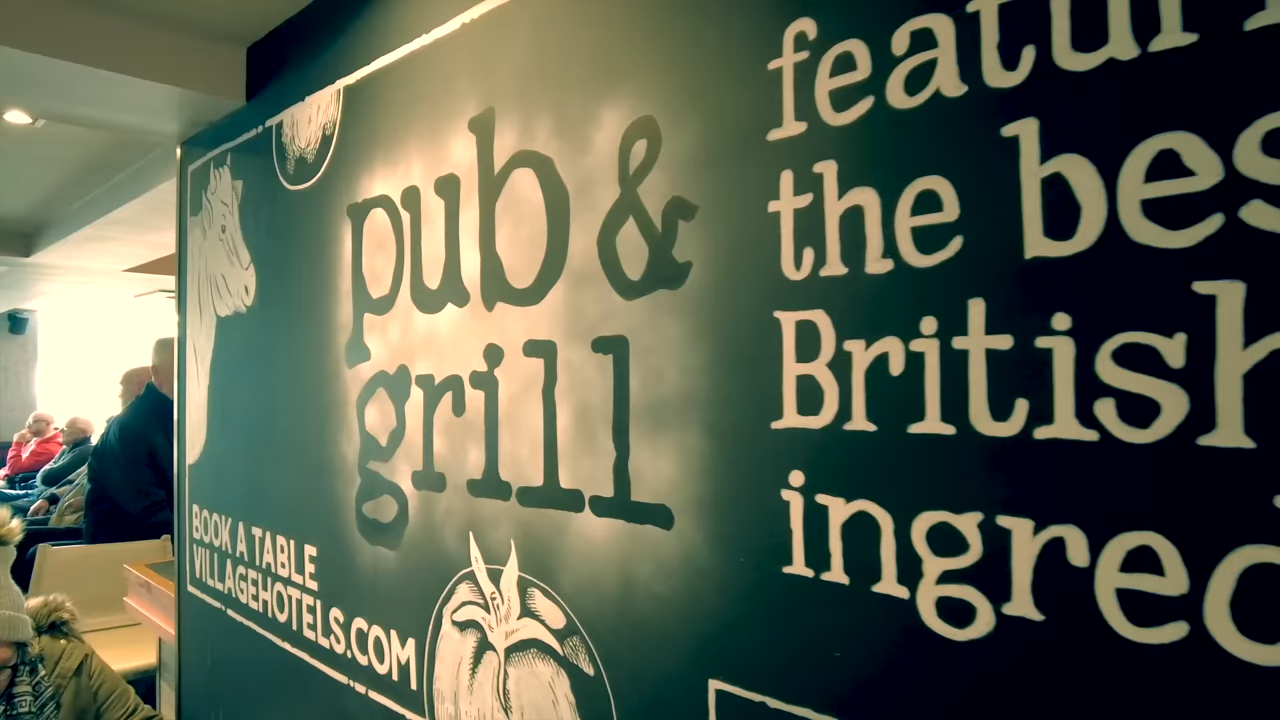 pub &
grill
BOOK A TABLE
VILLAGEHOTELS.COM
the
British